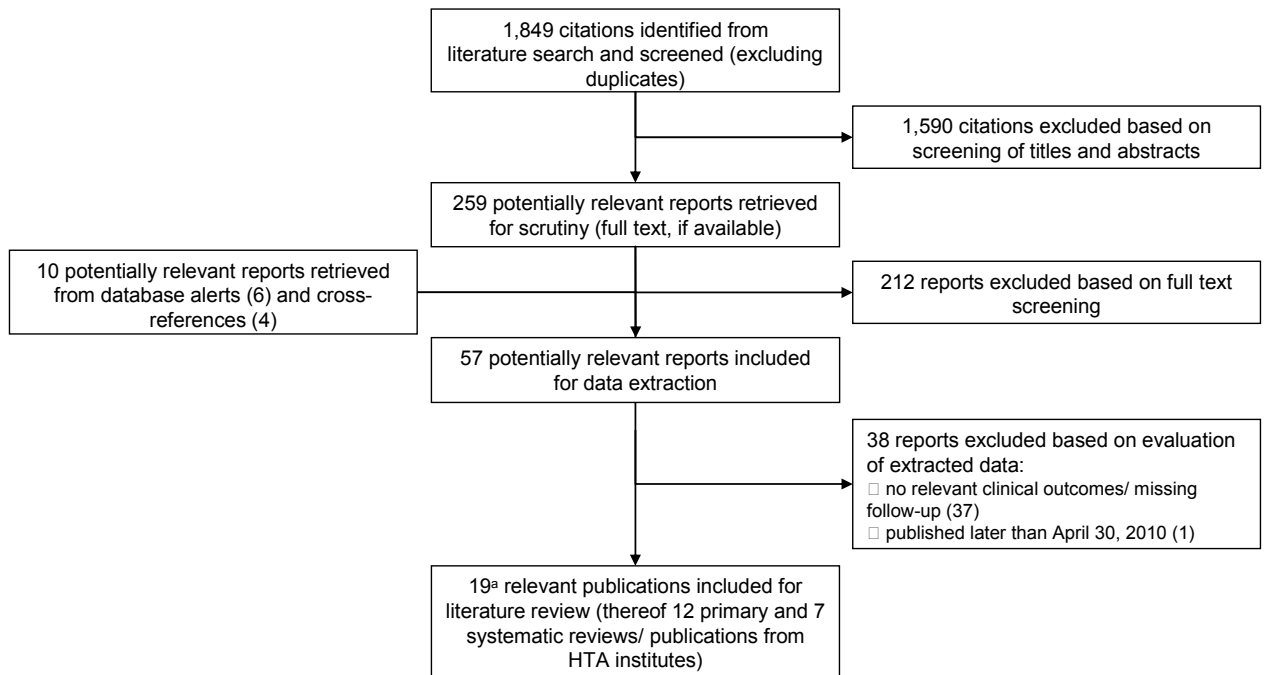 1,849 citations identified from
literature search and screened (excluding
duplicates)
1,590 citations excluded based on
screening of titles and abstracts
259 potentially relevant reports retrieved
for scrutiny (full text, if available)
10 potentially relevant reports retrieved
from database alerts (6) and cross-
references (4)
212 reports excluded based on full text
screening
57 potentially relevant reports included
for data extraction
38 reports excluded based on evaluation
of extracted data:
□ no relevant clinical outcomes/ missing
follow-up (37)
□ published later than April 30, 2010 (1)
19ª relevant publications included for
literature review (thereof 12 primary and 7
systematic reviews/ publications from
HTA institutes)